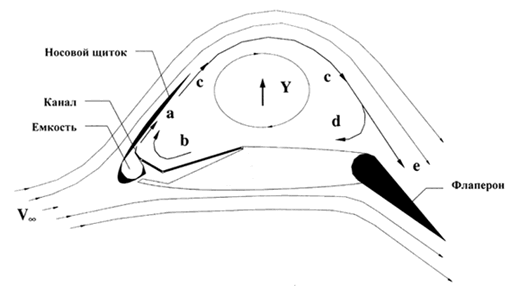 Носовой щиток
c
c
Y
Канал
a
Емкость
b
d
e
Флаперон
V∞